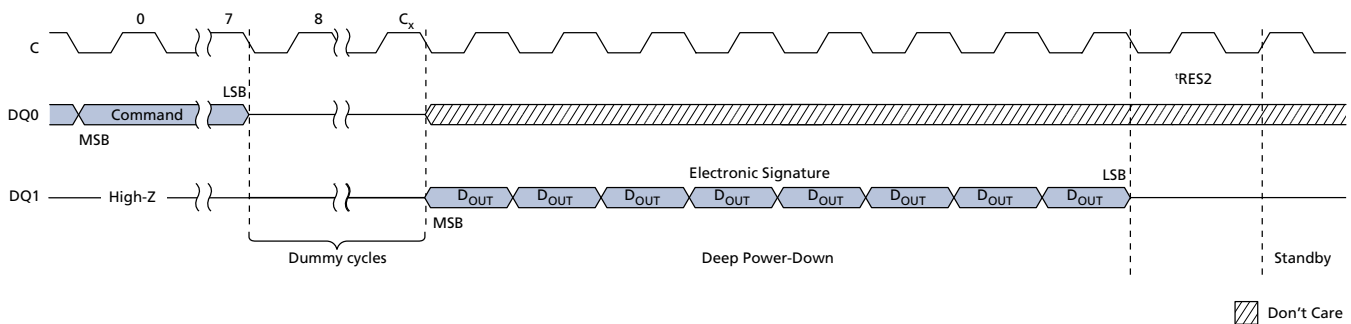 0 7 8 Cx
C
tRES2
LSB
DQ0 Command
MSB
Electronic Signature LSB
DQ1 High-Z DOUT DOUT DOUT DOUT DOUT DOUT DOUT DOUT
MSB
Dummy cycles Deep Power-Down Standby
Don't Care